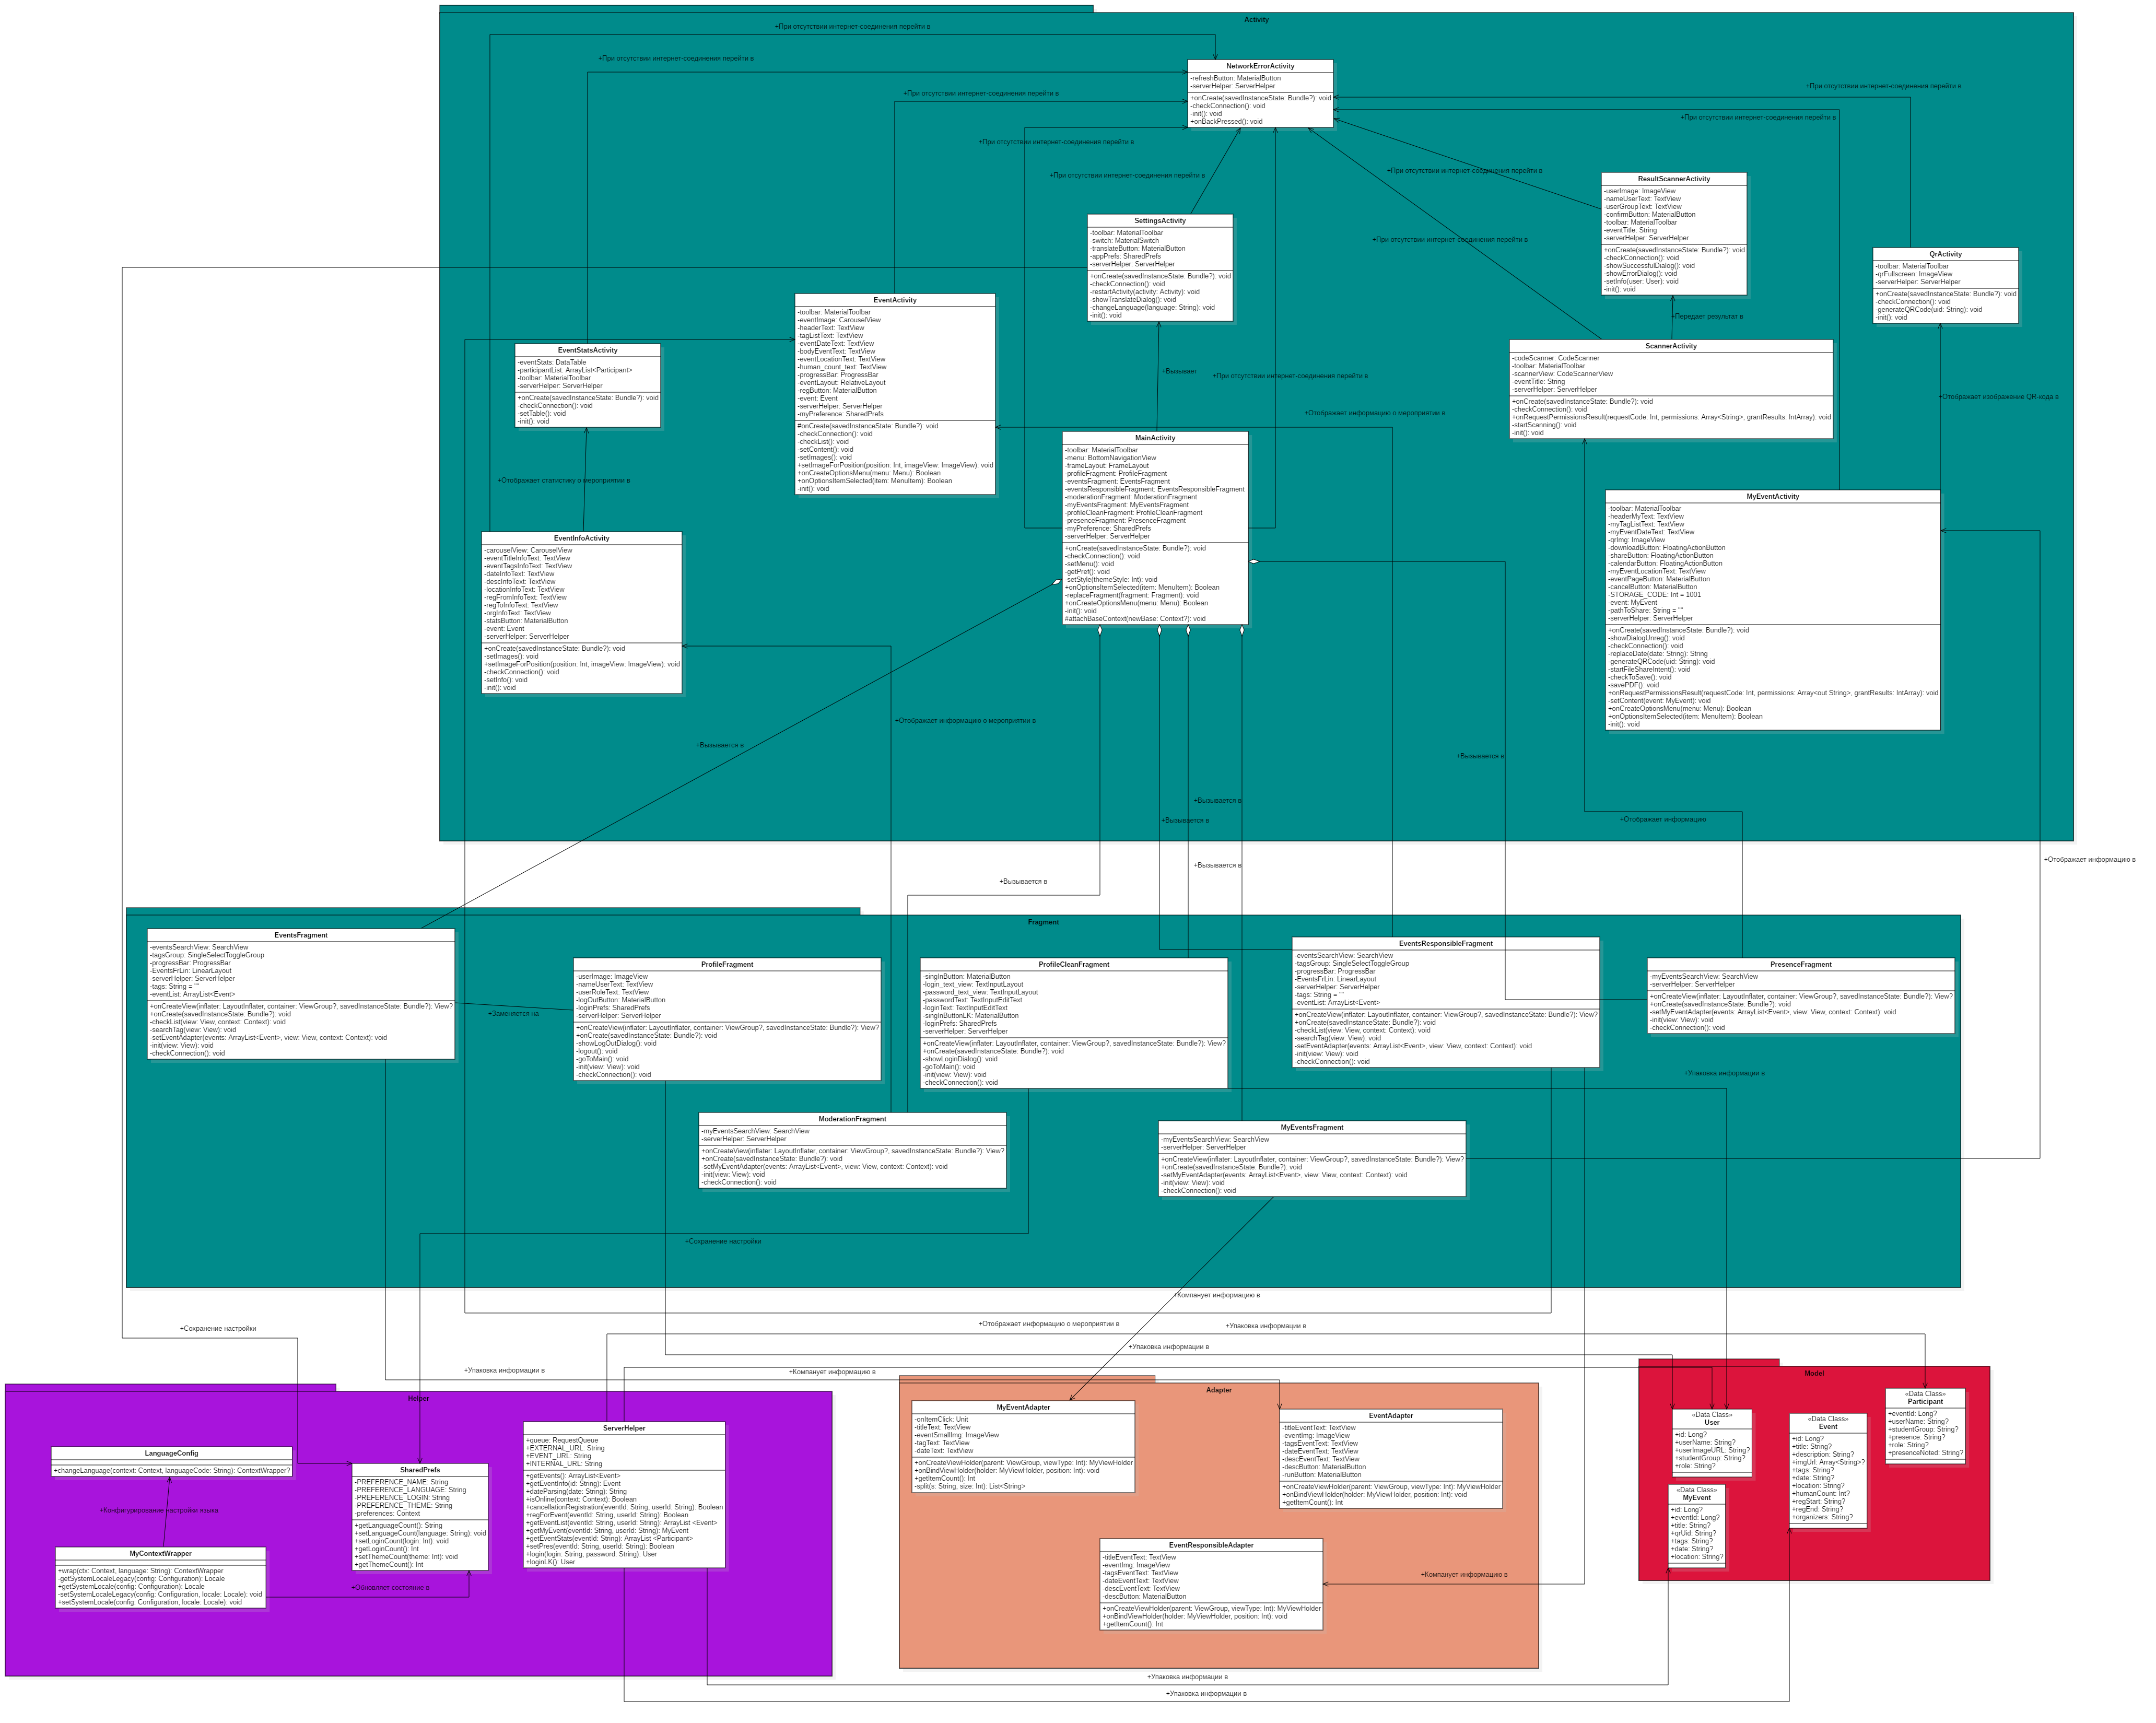 Activity
+При отсутствии интернет-соединения перейти в
+При отсутствии интернет-соединения перейти в
+При отсутствии интернет-соединения перейти в
+При отсутствии интернет-соединения перейти в
+При отсутствии интернет-соединения перейти в
+При отсутствии интернет-соединения перейти в
+При отсутствии интернет-соединения перейти в
+При отсутствии интернет-соединения перейти в
+При отсутствии интернет-соединения перейти в
+При отсутствии интернет-соединения перейти в
NetworkErrorActivity
-refreshButton: MaterialButton
-serverHelper: ServerHelper
+onCreate(savedInstanceState: Bundle?): void
-checkConnection(): void
-init(): void
+onBackPressed(): void
ResultScannerActivity
-userImage: ImageView
-nameUserText: TextView
-userGroupText: TextView
-confirmButton: MaterialButton
-toolbar: MaterialToolbar
-eventTitle: String
-serverHelper: ServerHelper
+onCreate(savedInstanceState: Bundle?): void
-checkConnection(): void
-showSuccessfulDialog(): void
-showErrorDialog(): void
-setInfo(user: User): void
-init(): void
+Передает результат в
SettingsActivity
-toolbar: MaterialToolbar
-switch: MaterialSwitch
-translateButton: MaterialButton
-appPrefs: SharedPrefs
-serverHelper: ServerHelper
+onCreate(savedInstanceState: Bundle?): void
-checkConnection(): void
-restartActivity(activity: Activity): void
-showTranslateDialog(): void
-changeLanguage(language: String): void
-init(): void
+Вызывает
+При отсутствии интернет-соединения перейти в
QrActivity
-toolbar: MaterialToolbar
-qrFullscreen: ImageView
-serverHelper: ServerHelper
+onCreate(savedInstanceState: Bundle?): void
-checkConnection(): void
-generateQRCode(uid: String): void
-init(): void
+Отображает изображение QR-кода в
EventActivity
-toolbar: MaterialToolbar
-eventImage: CarouselView
-headerText: TextView
-tagListText: TextView
-eventDateText: TextView
-bodyEventText: TextView
-eventLocationText: TextView
-human_count_text: TextView
-progressBar: ProgressBar
-eventLayout: RelativeLayout
-regButton: MaterialButton
-event: Event
-serverHelper: ServerHelper
-myPreference: SharedPrefs
#onCreate(savedInstanceState: Bundle?): void
-checkConnection(): void
-checkList(): void
-setContent(): void
-setImages(): void
+setImageForPosition(position: Int, imageView: ImageView): void
+onCreateOptionsMenu(menu: Menu): Boolean
+onOptionsItemSelected(item: MenuItem): Boolean
-init(): void
+Отображает информацию о мероприятии в
EventStatsActivity
-eventStats: DataTable
-participantList: ArrayList<Participant>
-toolbar: MaterialToolbar
-serverHelper: ServerHelper
+onCreate(savedInstanceState: Bundle?): void
-checkConnection(): void
-setTable(): void
-init(): void
+Отображает статистику о мероприятии в
ScannerActivity
-codeScanner: CodeScanner
-toolbar: MaterialToolbar
-scannerView: CodeScannerView
-eventTitle: String
-serverHelper: ServerHelper
+onCreate(savedInstanceState: Bundle?): void
-checkConnection(): void
+onRequestPermissionsResult(requestCode: Int, permissions: Array<String>, grantResults: IntArray): void
-startScanning(): void
-init(): void
MainActivity
-toolbar: MaterialToolbar
-menu: BottomNavigationView
-frameLayout: FrameLayout
-profileFragment: ProfileFragment
-eventsFragment: EventsFragment
-eventsResponsibleFragment: EventsResponsibleFragment
-moderationFragment: ModerationFragment
-myEventsFragment: MyEventsFragment
-profileCleanFragment: ProfileCleanFragment
-presenceFragment: PresenceFragment
-myPreference: SharedPrefs
-serverHelper: ServerHelper
+onCreate(savedInstanceState: Bundle?): void
-checkConnection(): void
-setMenu(): void
-getPref(): void
-setStyle(themeStyle: Int): void
+onOptionsItemSelected(item: MenuItem): Boolean
-replaceFragment(fragment: Fragment): void
+onCreateOptionsMenu(menu: Menu): Boolean
-init(): void
#attachBaseContext(newBase: Context?): void
MyEventActivity
-toolbar: MaterialToolbar
-headerMyText: TextView
-myTagListText: TextView
-myEventDateText: TextView
-qrImg: ImageView
-downloadButton: FloatingActionButton
-shareButton: FloatingActionButton
-calendarButton: FloatingActionButton
-myEventLocationText: TextView
-eventPageButton: MaterialButton
-cancelButton: MaterialButton
-STORAGE_CODE: Int = 1001
-event: MyEvent
-pathToShare: String = ""
-serverHelper: ServerHelper
+onCreate(savedInstanceState: Bundle?): void
-showDialogUnreg(): void
-checkConnection(): void
-replaceDate(date: String): String
-generateQRCode(uid: String): void
-startFileShareIntent(): void
-checkToSave(): void
-savePDF(): void
+onRequestPermissionsResult(requestCode: Int, permissions: Array<out String>, grantResults: IntArray): void
-setContent(event: MyEvent): void
+onCreateOptionsMenu(menu: Menu): Boolean
+onOptionsItemSelected(item: MenuItem): Boolean
-init(): void
EventInfoActivity
-carouselView: CarouselView
-eventTitleInfoText: TextView
-eventTagsInfoText: TextView
-dateInfoText: TextView
-descInfoText: TextView
-locationInfoText: TextView
-regFromInfoText: TextView
-regToInfoText: TextView
-orgInfoText: TextView
-statsButton: MaterialButton
-event: Event
-serverHelper: ServerHelper
+onCreate(savedInstanceState: Bundle?): void
-setImages(): void
+setImageForPosition(position: Int, imageView: ImageView): void
-checkConnection(): void
-setInfo(): void
-init(): void
+Отображает информацию о мероприятии в
+Вызывается в
+Вызывается в
+Вызывается в
+Вызывается в
+Отображает информацию
+Отображает информацию в
+Вызывается в
+Вызывается в
Fragment
EventsFragment
-eventsSearchView: SearchView
-tagsGroup: SingleSelectToggleGroup
-progressBar: ProgressBar
-EventsFrLin: LinearLayout
-serverHelper: ServerHelper
-tags: String = ""
-eventList: ArrayList<Event>
+onCreateView(inflater: LayoutInflater, container: ViewGroup?, savedInstanceState: Bundle?): View?
+onCreate(savedInstanceState: Bundle?): void
-checkList(view: View, context: Context): void
-searchTag(view: View): void
-setEventAdapter(events: ArrayList<Event>, view: View, context: Context): void
-init(view: View): void
-checkConnection(): void
+Заменяется на
ProfileFragment
-userImage: ImageView
-nameUserText: TextView
-userRoleText: TextView
-logOutButton: MaterialButton
-loginPrefs: SharedPrefs
-serverHelper: ServerHelper
+onCreateView(inflater: LayoutInflater, container: ViewGroup?, savedInstanceState: Bundle?): View?
+onCreate(savedInstanceState: Bundle?): void
-showLogOutDialog(): void
-logout(): void
-goToMain(): void
-init(view: View): void
-checkConnection(): void
ProfileCleanFragment
-singInButton: MaterialButton
-login_text_view: TextInputLayout
-password_text_view: TextInputLayout
-passwordText: TextInputEditText
-loginText: TextInputEditText
-singInButtonLK: MaterialButton
-loginPrefs: SharedPrefs
-serverHelper: ServerHelper
+onCreateView(inflater: LayoutInflater, container: ViewGroup?, savedInstanceState: Bundle?): View?
+onCreate(savedInstanceState: Bundle?): void
-showLoginDialog(): void
-goToMain(): void
-init(view: View): void
-checkConnection(): void
EventsResponsibleFragment
-eventsSearchView: SearchView
-tagsGroup: SingleSelectToggleGroup
-progressBar: ProgressBar
-EventsFrLin: LinearLayout
-serverHelper: ServerHelper
-tags: String = ""
-eventList: ArrayList<Event>
+onCreateView(inflater: LayoutInflater, container: ViewGroup?, savedInstanceState: Bundle?): View?
+onCreate(savedInstanceState: Bundle?): void
-checkList(view: View, context: Context): void
-searchTag(view: View): void
-setEventAdapter(events: ArrayList<Event>, view: View, context: Context): void
-init(view: View): void
-checkConnection(): void
PresenceFragment
-myEventsSearchView: SearchView
-serverHelper: ServerHelper
+onCreateView(inflater: LayoutInflater, container: ViewGroup?, savedInstanceState: Bundle?): View?
+onCreate(savedInstanceState: Bundle?): void
-setMyEventAdapter(events: ArrayList<Event>, view: View, context: Context): void
-init(view: View): void
-checkConnection(): void
+Упаковка информации в
ModerationFragment
-myEventsSearchView: SearchView
-serverHelper: ServerHelper
+onCreateView(inflater: LayoutInflater, container: ViewGroup?, savedInstanceState: Bundle?): View?
+onCreate(savedInstanceState: Bundle?): void
-setMyEventAdapter(events: ArrayList<Event>, view: View, context: Context): void
-init(view: View): void
-checkConnection(): void
MyEventsFragment
-myEventsSearchView: SearchView
-serverHelper: ServerHelper
+onCreateView(inflater: LayoutInflater, container: ViewGroup?, savedInstanceState: Bundle?): View?
+onCreate(savedInstanceState: Bundle?): void
-setMyEventAdapter(events: ArrayList<Event>, view: View, context: Context): void
-init(view: View): void
-checkConnection(): void
+Сохранение настройки
+Компанует информацию в
+Сохранение настройки
+Отображает информацию о мероприятии в
+Упаковка информации в
+Упаковка информации в
+Упаковка информации в
+Компанует информацию в
Helper
LanguageConfig
+changeLanguage(context: Context, languageCode: String): ContextWrapper?
+Конфигурирование настройки языка
MyContextWrapper
+wrap(ctx: Context, language: String): ContextWrapper
-getSystemLocaleLegacy(config: Configuration): Locale
+getSystemLocale(config: Configuration): Locale
-setSystemLocaleLegacy(config: Configuration, locale: Locale): void
+setSystemLocale(config: Configuration, locale: Locale): void
+Обновляет состояние в
SharedPrefs
-PREFERENCE_NAME: String
-PREFERENCE_LANGUAGE: String
-PREFERENCE_LOGIN: String
-PREFERENCE_THEME: String
-preferences: Context
+getLanguageCount(): String
+setLanguageCount(language: String): void
+setLoginCount(login: Int): void
+getLoginCount(): Int
+setThemeCount(theme: Int): void
+getThemeCount(): Int
ServerHelper
+queue: RequestQueue
+EXTERNAL_URL: String
+EVENT_URL: String
+INTERNAL_URL: String
+getEvents(): ArrayList<Event>
+getEventInfo(id: String): Event
+dateParsing(date: String): String
+isOnline(context: Context): Boolean
+cancellationRegistration(eventId: String, userId: String): Boolean
+regForEvent(eventId: String, userId: String): Boolean
+getEventList(eventId: String, userId: String): ArrayList <Event>
+getMyEvent(eventId: String, userId: String): MyEvent
+getEventStats(eventId: String): ArrayList <Participant>
+setPres(eventId: String, userId: String): Boolean
+login(login: String, password: String): User
+loginLK(): User
Adapter
MyEventAdapter
-onItemClick: Unit
-titleText: TextView
-eventSmallImg: ImageView
-tagText: TextView
-dateText: TextView
+onCreateViewHolder(parent: ViewGroup, viewType: Int): MyViewHolder
+onBindViewHolder(holder: MyViewHolder, position: Int): void
+getItemCount(): Int
-split(s: String, size: Int): List<String>
EventAdapter
-titleEventText: TextView
-eventImg: ImageView
-tagsEventText: TextView
-dateEventText: TextView
-descEventText: TextView
-descButton: MaterialButton
-runButton: MaterialButton
+onCreateViewHolder(parent: ViewGroup, viewType: Int): MyViewHolder
+onBindViewHolder(holder: MyViewHolder, position: Int): void
+getItemCount(): Int
EventResponsibleAdapter
-titleEventText: TextView
-eventImg: ImageView
-tagsEventText: TextView
-dateEventText: TextView
-descEventText: TextView
-descButton: MaterialButton
+onCreateViewHolder(parent: ViewGroup, viewType: Int): MyViewHolder
+onBindViewHolder(holder: MyViewHolder, position: Int): void
+getItemCount(): Int
+Компанует информацию в
Model
«Data Class»
User
+id: Long?
+userName: String?
+userImageURL: String?
+studentGroup: String?
+role: String?
«Data Class»
MyEvent
+id: Long?
+eventId: Long?
+title: String?
+qrUid: String?
+tags: String?
+date: String?
+location: String?
«Data Class»
Event
+id: Long?
+title: String?
+description: String?
+imgUrl: Array<String>?
+tags: String?
+date: String?
+location: String?
+humanCount: Int?
+regStart: String?
+regEnd: String?
+organizers: String?
«Data Class»
Participant
+eventId: Long?
+userName: String?
+studentGroup: String?
+presence: String?
+role: String?
+presenceNoted: String?
+Упаковка информации в
+Упаковка информации в